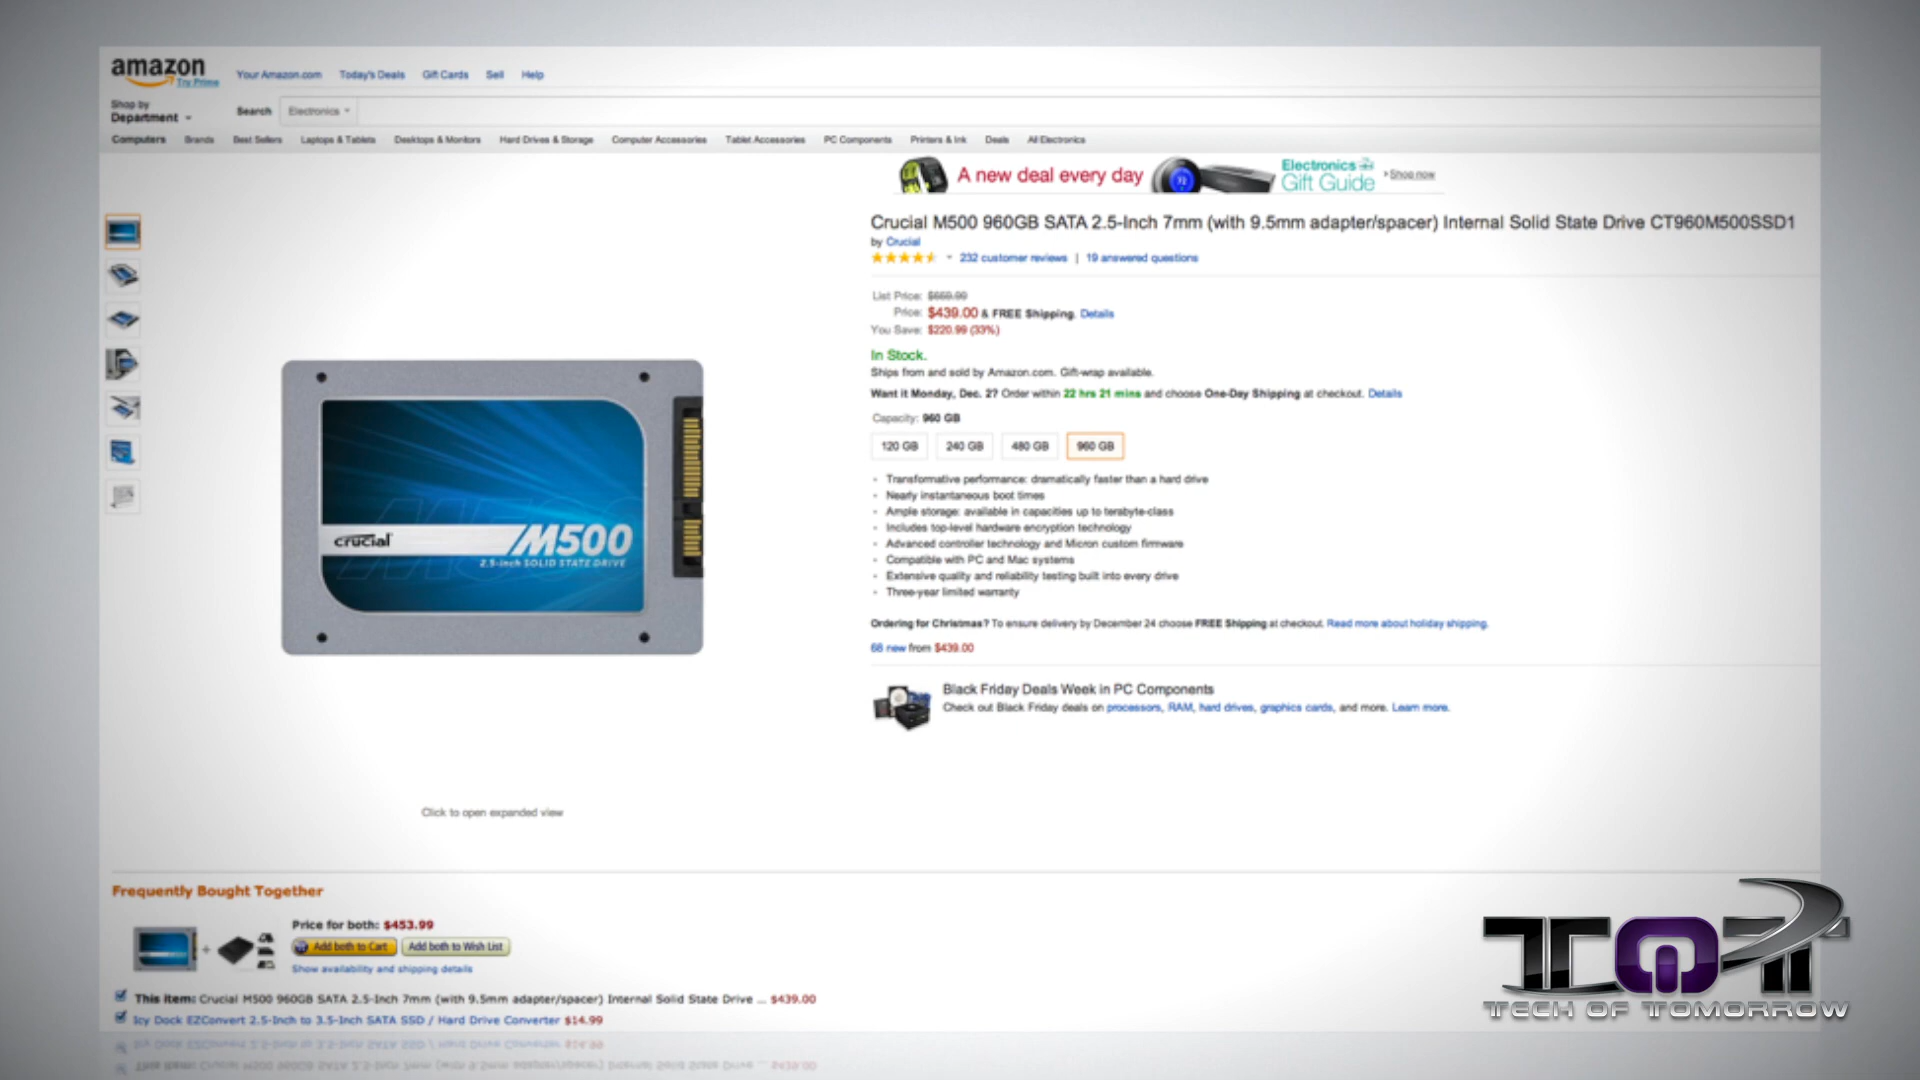 amazon
Try Prime
Your Amazon.com Today's Deals Gift Cards Sell Help
Shop by
Department
Search Electronics
Computers Brands Best Sellers Laptops & Tablets Desktops & Monitors Hard Drives & Storage Computer Accessories Tablet Accessories PC Components Printers & Ink Deals All Electronics
A new deal every day
72
Electronics
Gift Guide
Shop now
Crucial M500 960GB SATA 2.5-Inch 7mm (with 9.5mm adapter/spacer) Internal Solid State Drive CT960M500SSD1
by Crucial
232 customer reviews | 19 answered questions
List Price: $659.99
Price: $439.00 & FREE Shipping. Details
You Save: $220.99 (33%)
In Stock.
Ships from and sold by Amazon.com. Gift-wrap available.
Want it Monday, Dec. 2? Order within 22 hrs 21 mins and choose One-Day Shipping at checkout. Details
Capacity: 960 GB
120 GB 240 GB 480 GB 960 GB
Transformative performance: dramatically faster than a hard drive
Nearly instantaneous boot times
Ample storage: available in capacities up to terabyte-class
Includes top-level hardware encryption technology
Advanced controller technology and Micron custom firmware
Compatible with PC and Mac systems
Extensive quality and reliability testing built into every drive
Three-year limited warranty
Ordering for Christmas? To ensure delivery by December 24 choose FREE Shipping at checkout. Read more about holiday shipping.
68 new from $439.00
Black Friday Deals Week in PC Components
Check out Black Friday deals on processors, RAM, hard drives, graphics cards, and more. Learn more.
crucial M500
2.5-inch SOLID STATE DRIVE
Click to open expanded view
Frequently Bought Together
Price for both: $453.99
Add both to Cart Add both to Wish List
Show availability and shipping details
This item: Crucial M500 960GB SATA 2.5-Inch 7mm (with 9.5mm adapter/spacer) Internal Solid State Drive ... $439.00
Icy Dock EZConvert 2.5-Inch to 3.5-Inch SATA SSD / Hard Drive Converter $14.99
TOT
TECH OF TOMORROW